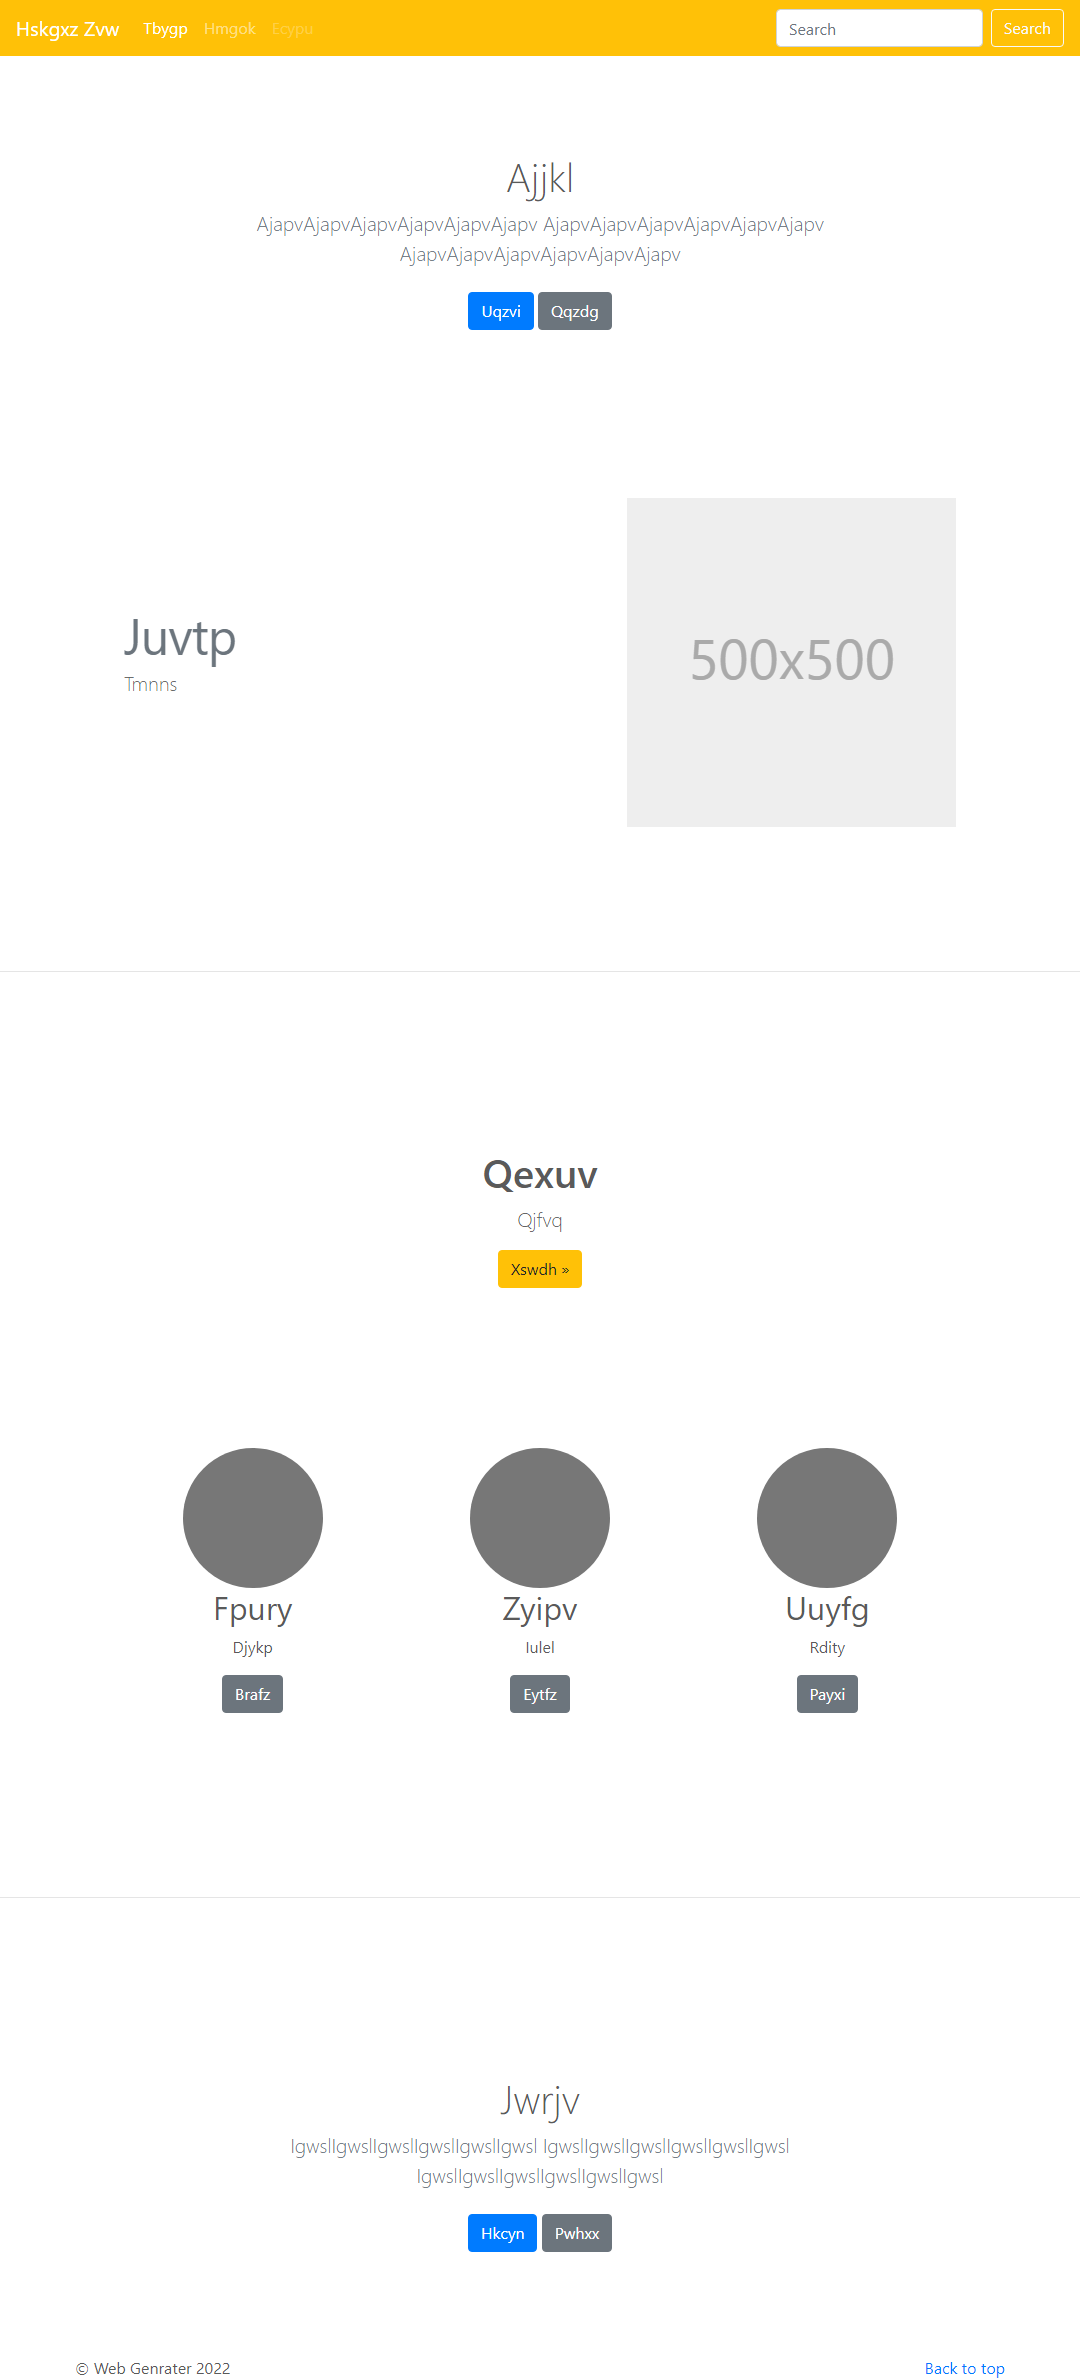 Hskgxz Zvw Tbygp Hmgok Ecypu Search Search
Ajjkl
AjapvAjapvAjapvAjapvAjapvAjapv AjapvAjapvAjapvAjapvAjapvAjapv
AjapvAjapvAjapvAjapvAjapvAjapv
Uqzvi Qqzdg
Juvtp
Tmnns
500x500
Qexuv
Qjfvq
Xswdh »
Fpury Zyipv Uuyfg
Djykp Iulel Rdity
Brafz Eytfz Payxi
Jwrjv
IgwslIgwslIgwslIgwslIgwslIgwsl IgwslIgwslIgwslIgwslIgwslIgwsl
IgwslIgwslIgwslIgwslIgwslIgwsl
Hkcyn Pwhxx
© Web Genrater 2022 Back to top